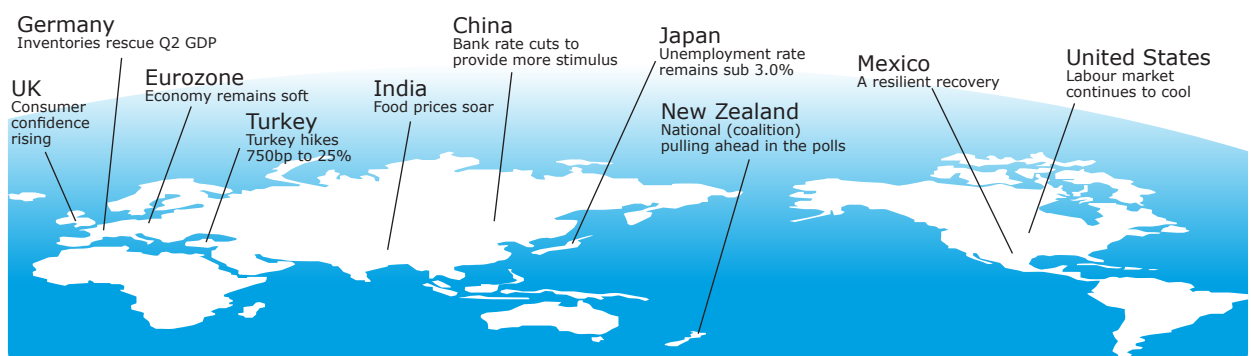 Germany
Inventories rescue Q2 GDP
UK
Consumer
confidence
rising
Eurozone
Economy remains soft
Turkey
Turkey hikes
750bp to 25%
India
Food prices soar
China
Bank rate cuts to
provide more stimulus
Japan
Unemployment rate
remains sub 3.0%
New Zealand
National (coalition)
pulling ahead in the polls
Mexico
A resilient recovery
United States
Labour market
continues to cool